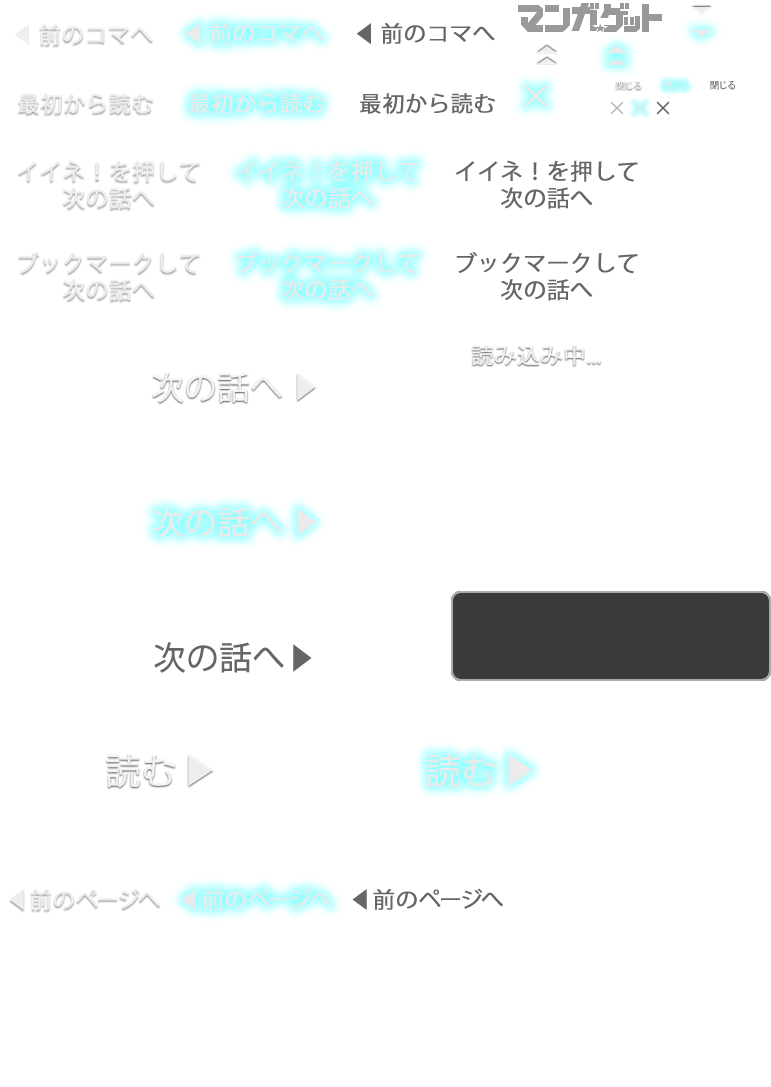 前のコマへ 前のコマへ 前のコマへ マンガ☆ゲット
閉じる 閉じる 閉じる
最初から読む 最初から読む 最初から読む
イイネ！を押して イイネ！を押して イイネ！を押して
次の話へ 次の話へ 次の話へ
ブックマークして ブックマークして ブックマークして
次の話へ 次の話へ 次の話へ
読み込み中...
次の話へ
次の話へ
次の話へ
読む 読む
前のページへ 前のページへ 前のページへ